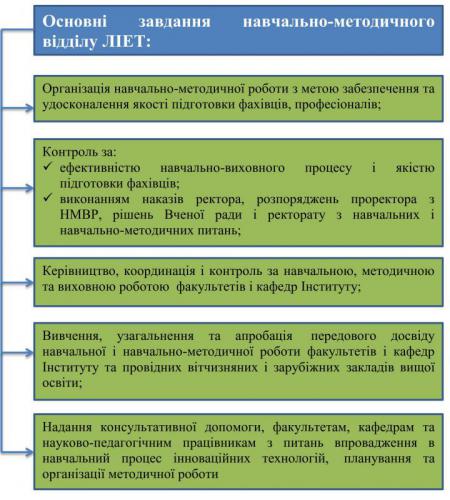 Основні завдання навчально-методичного
відділу ЛІЕТ:
Організація навчально-методичної роботи з метою забезпечення та
удосконалення якості підготовки фахівців, професіоналів;
Контроль за:
✓ ефективністю навчально-виховного процесу і якістю
підготовки фахівців;
✓ виконанням наказів ректора, розпоряджень проректора з
НМВР, рішень Вченої ради і ректорату з навчальних і
навчально-методичних питань;
Керівництво, координація і контроль за навчальною, методичною
та виховною роботою факультетів і кафедр Інституту;
Вивчення, узагальнення та апробація передового досвіду
навчальної і навчально-методичної роботи факультетів і кафедр
Інституту та провідних вітчизняних і зарубіжних закладів вищої
освіти;
Надання консультативної допомоги, факультетам, кафедрам та
науково-педагогічним працівникам з питань впровадження в
навчальний процес інноваційних технологій, планування та
організації методичної роботи